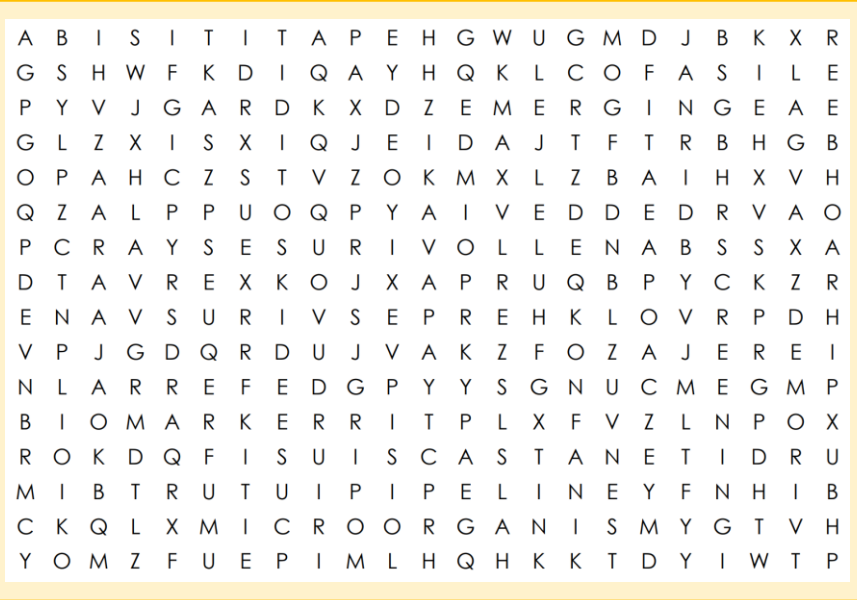 A B I S I T I T A P E H G W U G M D J B K X R
G S H W F K D I Q A Y H Q K L C O F A S I L E
P Y V J G A R D K X D Z E M E R G I N G E A E
G L Z X I S X I Q J E I D A J T F T R B H G B
O P A H C Z S T V Z O K M X L Z B A I H X V H
Q Z A L P P U O Q P Y A I V E D D E D R V A O
P C R A Y S E S U R I V O L L E N A B S S X A
D T A V R E X K O J X A P R U Q B P Y C K Z R
E N A V S U R I V S E P R E H K L O V R P D H
V P J G D Q R D U J V A K Z F O Z A J E R E I
N L A R R E F E D G P Y Y S G N U C M E G M P
B I O M A R K E R R I T P L X F V Z L N P O X
R O K D Q F I S U I S C A S T A N E T I D R U
M I B T R U T U I P I P E L I N E Y F N H I B
C K Q L X M I C R O O R G A N I S M Y G T V H
Y O M Z F U E P I M L H Q H K K T D Y I W T P